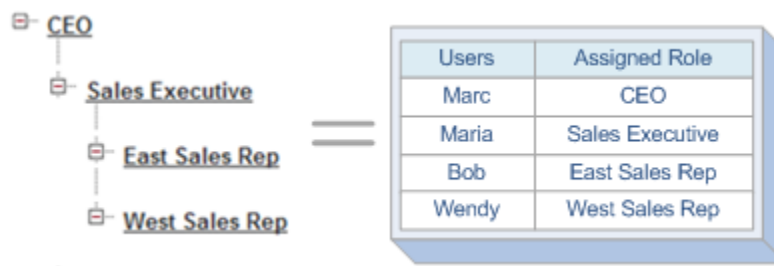 CEO
Sales Executive
East Sales Rep
West Sales Rep
Users Assigned Role
Marc CEO
Maria Sales Executive
Bob East Sales Rep
Wendy West Sales Rep